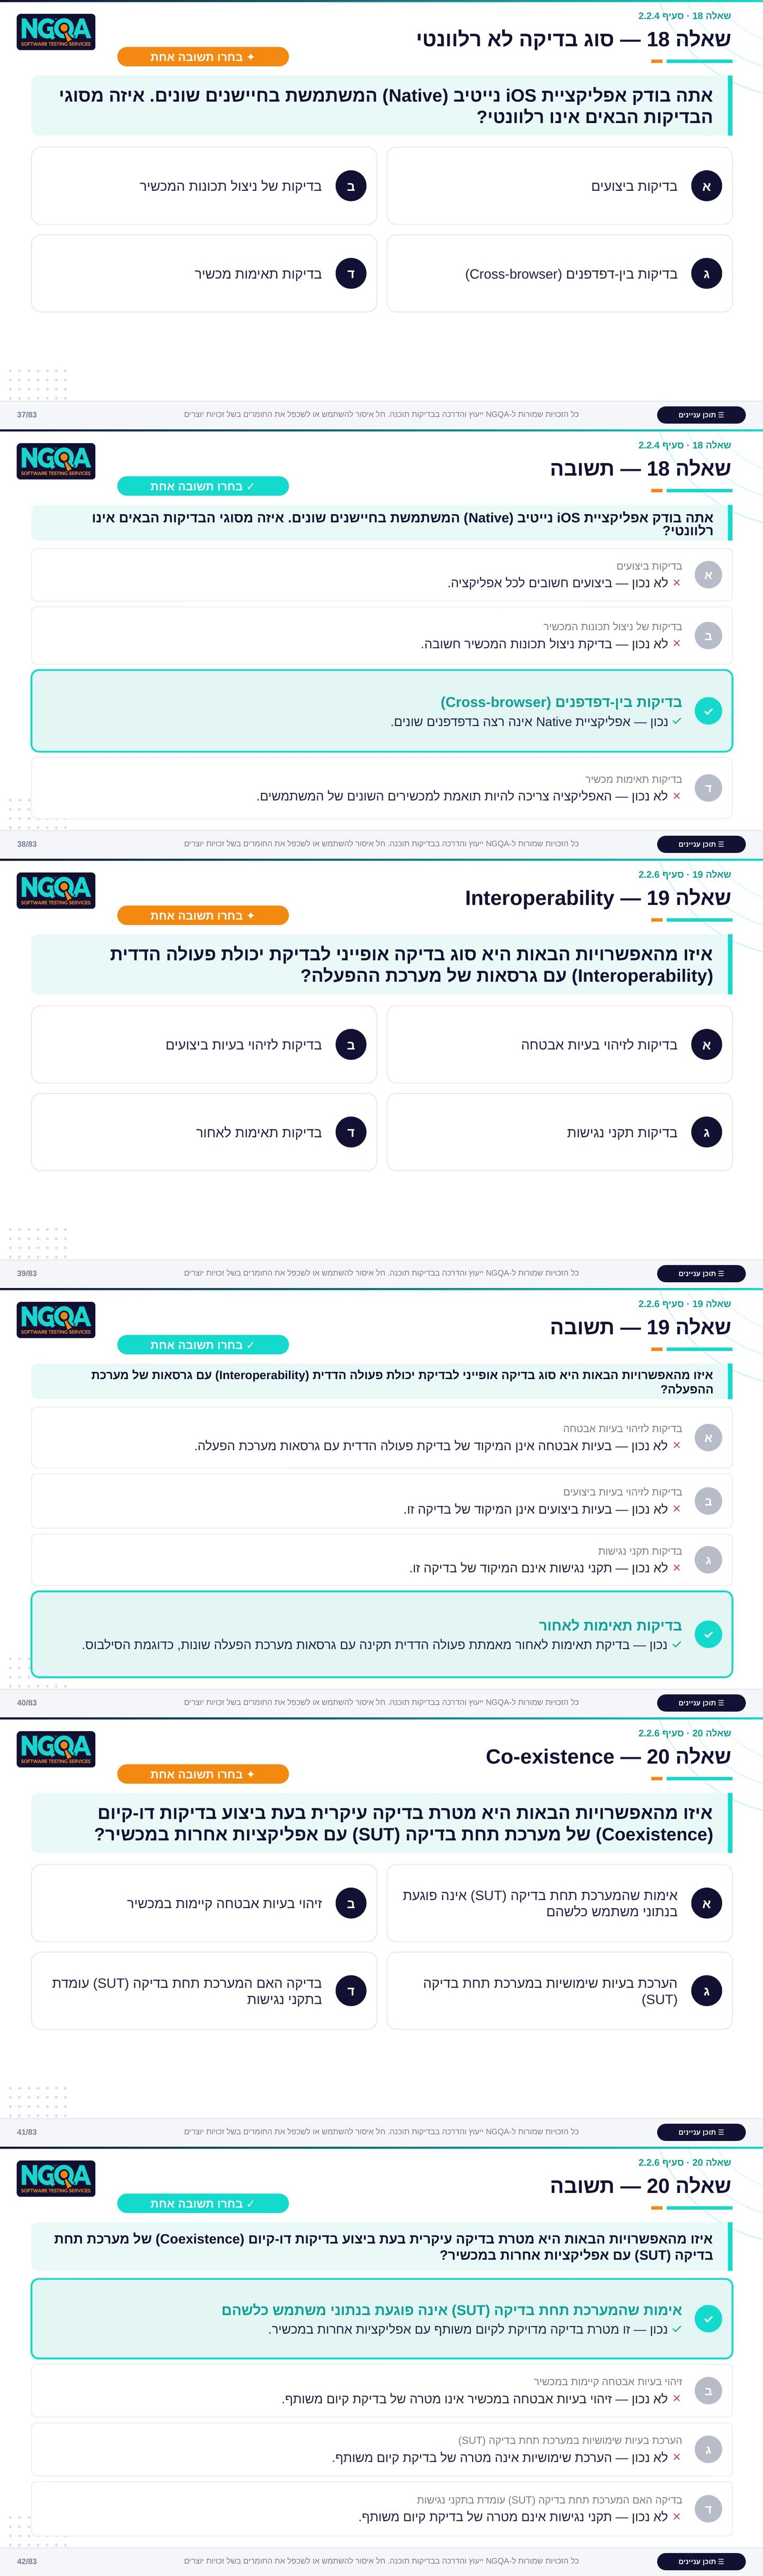 שאלה 18 · סעיף 2.2.4
שאלה 18 — סוג בדיקה לא רלוונטי
NGQA
SOFTWARE TESTING SERVICES
✦ בחרו תשובה אחת
אתה בודק אפליקציית iOS נייטיב (Native) המשתמשת בחיישנים שונים. איזה מסוגי
הבדיקות הבאים אינו רלוונטי?
א
בדיקות ביצועים
ב
בדיקות של ניצול תכונות המכשיר
ג
בדיקות בין-דפדפנים (Cross-browser)
ד
בדיקות תאימות מכשיר
☰ תוכן עניינים
כל הזכויות שמורות ל-NGQA ייעוץ והדרכה בבדיקות תוכנה. חל איסור להשתמש או לשכפל את החומרים בשל זכויות יוצרים
37/83
שאלה 18 · סעיף 2.2.4
שאלה 18 — תשובה
NGQA
SOFTWARE TESTING SERVICES
✓ בחרו תשובה אחת
אתה בודק אפליקציית iOS נייטיב (Native) המשתמשת בחיישנים שונים. איזה מסוגי הבדיקות הבאים אינו
רלוונטי?
א
בדיקות ביצועים
✕ לא נכון — ביצועים חשובים לכל אפליקציה.
ב
בדיקות של ניצול תכונות המכשיר
✕ לא נכון — בדיקת ניצול תכונות המכשיר חשובה.
✓
בדיקות בין-דפדפנים (Cross-browser)
✓ נכון — אפליקציית Native אינה רצה בדפדפנים שונים.
ד
בדיקות תאימות מכשיר
✕ לא נכון — האפליקציה צריכה להיות תואמת למכשירים השונים של המשתמשים.
☰ תוכן עניינים
כל הזכויות שמורות ל-NGQA ייעוץ והדרכה בבדיקות תוכנה. חל איסור להשתמש או לשכפל את החומרים בשל זכויות יוצרים
38/83
שאלה 19 · סעיף 2.2.6
שאלה 19 — Interoperability
NGQA
SOFTWARE TESTING SERVICES
✦ בחרו תשובה אחת
איזו מהאפשרויות הבאות היא סוג בדיקה אופייני לבדיקת יכולת פעולה הדדית
(Interoperability) עם גרסאות של מערכת ההפעלה?
א
בדיקות לזיהוי בעיות אבטחה
ב
בדיקות לזיהוי בעיות ביצועים
ג
בדיקות תקני נגישות
ד
בדיקות תאימות לאחור
☰ תוכן עניינים
כל הזכויות שמורות ל-NGQA ייעוץ והדרכה בבדיקות תוכנה. חל איסור להשתמש או לשכפל את החומרים בשל זכויות יוצרים
39/83
שאלה 19 · סעיף 2.2.6
שאלה 19 — תשובה
NGQA
SOFTWARE TESTING SERVICES
✓ בחרו תשובה אחת
איזו מהאפשרויות הבאות היא סוג בדיקה אופייני לבדיקת יכולת פעולה הדדית (Interoperability) עם גרסאות של מערכת
ההפעלה?
א
בדיקות לזיהוי בעיות אבטחה
✕ לא נכון — בעיות אבטחה אינן המיקוד של בדיקת פעולה הדדית עם גרסאות מערכת הפעלה.
ב
בדיקות לזיהוי בעיות ביצועים
✕ לא נכון — בעיות ביצועים אינן המיקוד של בדיקה זו.
ג
בדיקות תקני נגישות
✕ לא נכון — תקני נגישות אינם המיקוד של בדיקה זו.
✓
בדיקות תאימות לאחור
✓ נכון — בדיקת תאימות לאחור מאמתת פעולה הדדית תקינה עם גרסאות מערכת הפעלה שונות, כדוגמת הסילבוס.
☰ תוכן עניינים
כל הזכויות שמורות ל-NGQA ייעוץ והדרכה בבדיקות תוכנה. חל איסור להשתמש או לשכפל את החומרים בשל זכויות יוצרים
40/83
שאלה 20 · סעיף 2.2.6
שאלה 20 — Co-existence
NGQA
SOFTWARE TESTING SERVICES
✦ בחרו תשובה אחת
איזו מהאפשרויות הבאות היא מטרת בדיקה עיקרית בעת ביצוע בדיקות דו-קיום
(Coexistence) של מערכת תחת בדיקה (SUT) עם אפליקציות אחרות במכשיר?
א
אימות שהמערכת תחת בדיקה (SUT) אינה פוגעת
בנתוני משתמש כלשהם
ב
זיהוי בעיות אבטחה קיימות במכשיר
ג
הערכת בעיות שימושיות במערכת תחת בדיקה
(SUT)
ד
בדיקה האם המערכת תחת בדיקה (SUT) עומדת
בתקני נגישות
☰ תוכן עניינים
כל הזכויות שמורות ל-NGQA ייעוץ והדרכה בבדיקות תוכנה. חל איסור להשתמש או לשכפל את החומרים בשל זכויות יוצרים
41/83
שאלה 20 · סעיף 2.2.6
שאלה 20 — תשובה
NGQA
SOFTWARE TESTING SERVICES
✓ בחרו תשובה אחת
איזו מהאפשרויות הבאות היא מטרת בדיקה עיקרית בעת ביצוע בדיקות דו-קיום (Coexistence) של מערכת תחת
בדיקה (SUT) עם אפליקציות אחרות במכשיר?
✓
אימות שהמערכת תחת בדיקה (SUT) אינה פוגעת בנתוני משתמש כלשהם
✓ נכון — זו מטרת בדיקה מדויקת לקיום משותף עם אפליקציות אחרות במכשיר.
ב
זיהוי בעיות אבטחה קיימות במכשיר
✕ לא נכון — זיהוי בעיות אבטחה במכשיר אינו מטרה של בדיקת קיום משותף.
ג
הערכת בעיות שימושיות במערכת תחת בדיקה (SUT)
✕ לא נכון — הערכת שימושיות אינה מטרה של בדיקת קיום משותף.
ד
בדיקה האם המערכת תחת בדיקה (SUT) עומדת בתקני נגישות
✕ לא נכון — תקני נגישות אינם מטרה של בדיקת קיום משותף.
☰ תוכן עניינים
כל הזכויות שמורות ל-NGQA ייעוץ והדרכה בבדיקות תוכנה. חל איסור להשתמש או לשכפל את החומרים בשל זכויות יוצרים
42/83